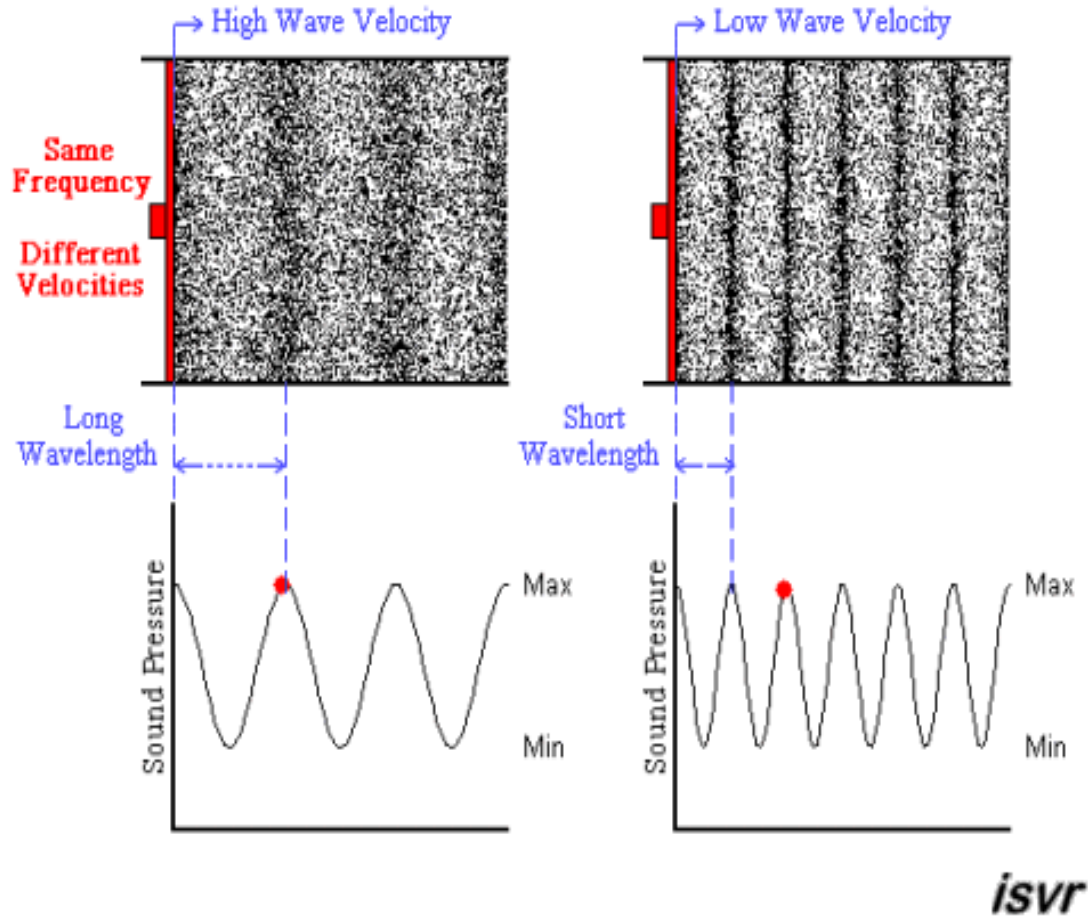 High Wave Velocity
Low Wave Velocity
Same
Frequency
Different
Velocities
Long
Wavelength
Short
Wavelength
Sound Pressure
Max
Min
Sound Pressure
Max
Min
isvr